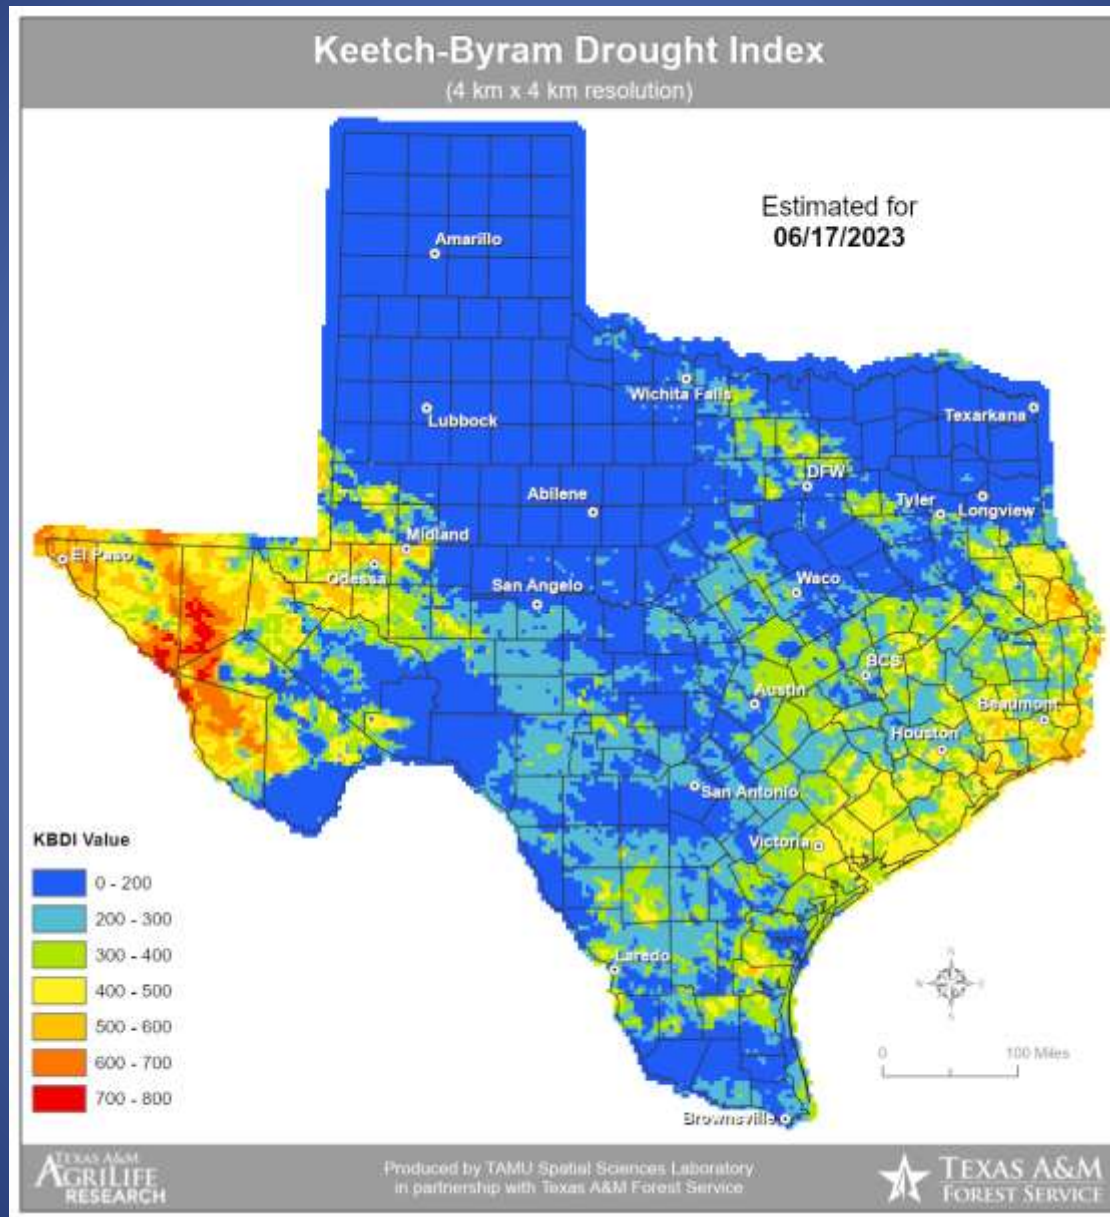 Keetch-Byram Drought Index
(4 km x 4 km resolution)
Estimated for
06/17/2023
Amarillo
Wichita Falls
Lubbock
Texarkana
DFW
Abilene
Tyler
Longview
Midland
El Paso
Odessa
San Angelo
Waco
BCS
Austin
Beaumont
Houston
San Antonio
Victoria
Laredo
Brownsville
KBDI Value
0 - 200
200 - 300
300 - 400
400 - 500
500 - 600
600 - 700
700 - 800
N
W
E
S
0 100 Miles
TEXAS A&M
AGRILIFE
RESEARCH
Produced by TAMU Spatial Sciences Laboratory
in partnership with Texas A&M Forest Service
TEXAS A&M
FOREST SERVICE